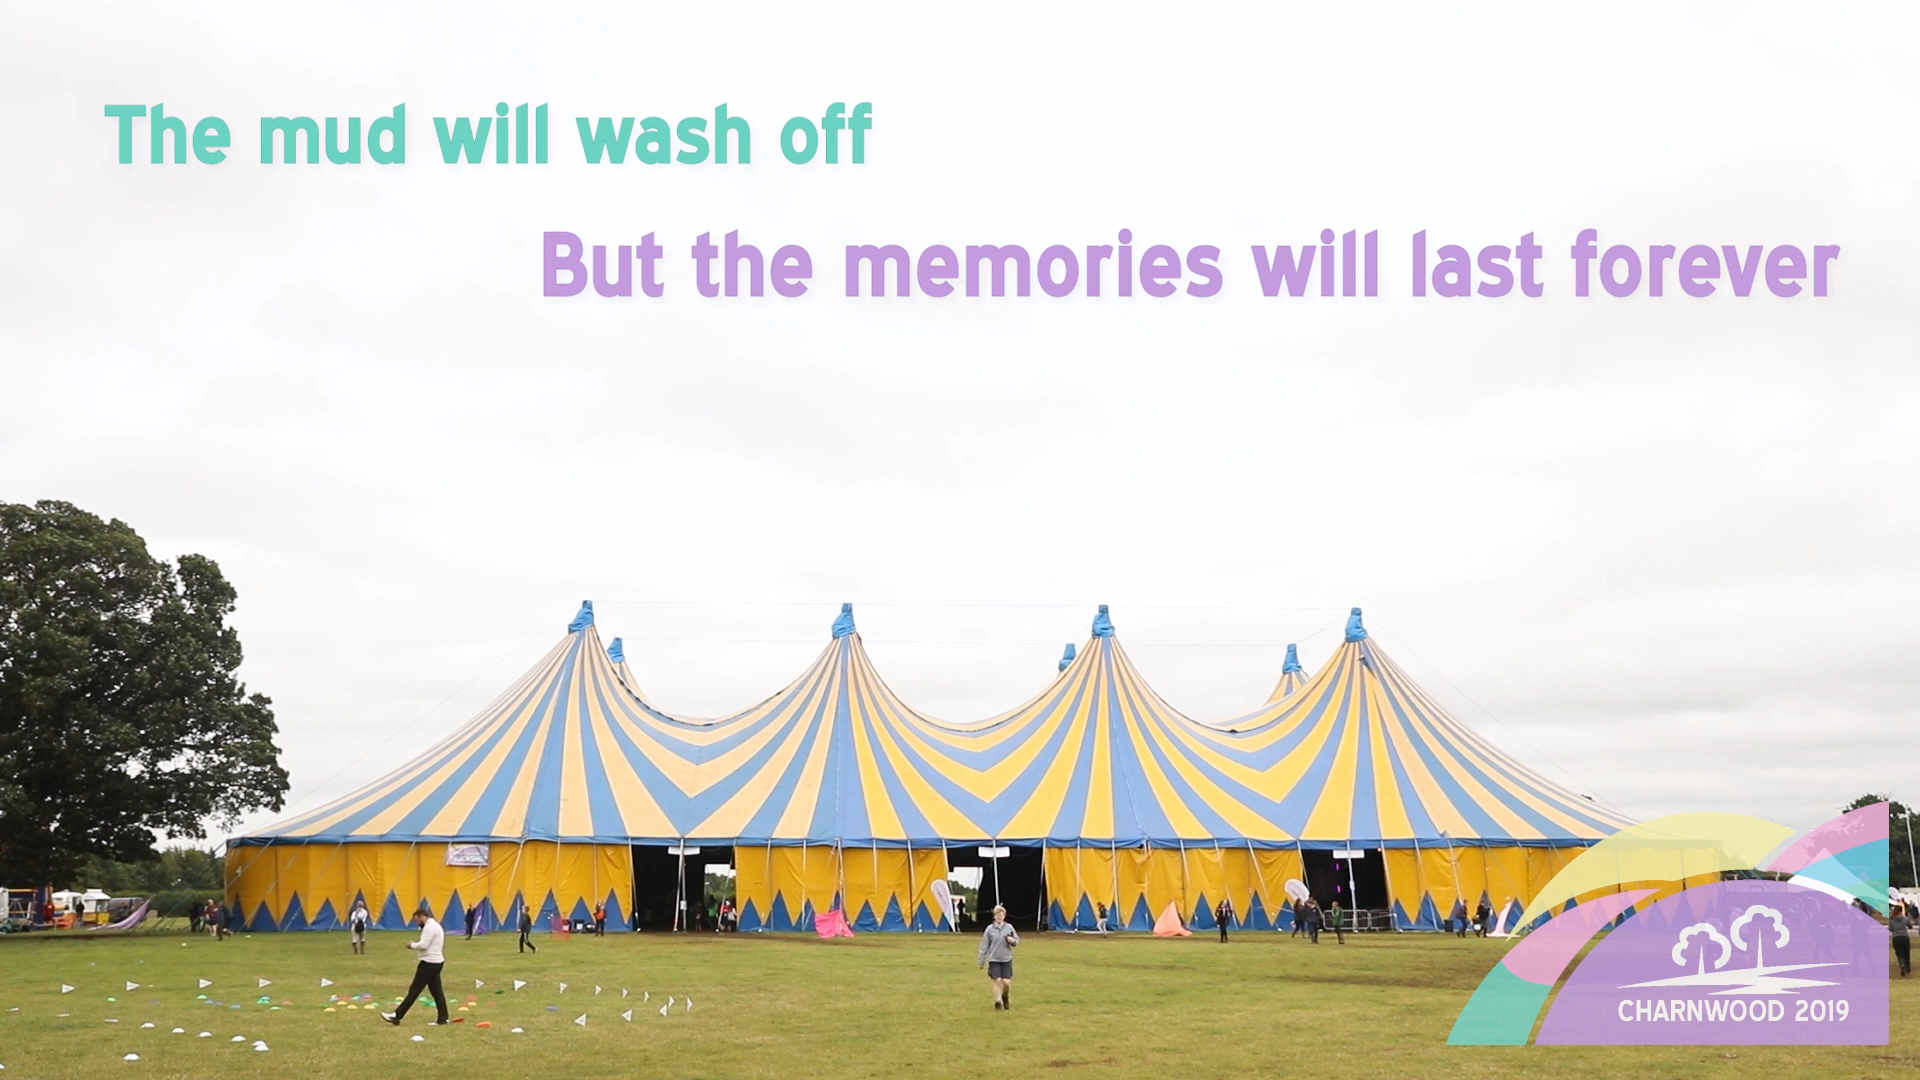 The mud will wash off
But the memories will last forever
CHARNWOOD 2019